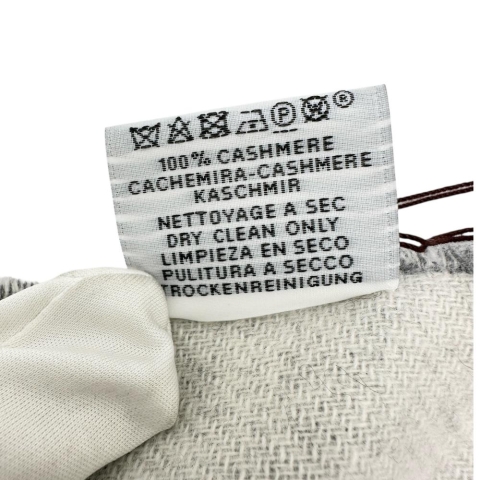 100% CASHMERE
CACHEMIRA-CASHMERE
KASCHMIR
NETTOYAGE A SEC
DRY CLEAN ONLY
LIMPIEZA EN SECO
PULITURA A SECCO
TROCKENREINIGUNG